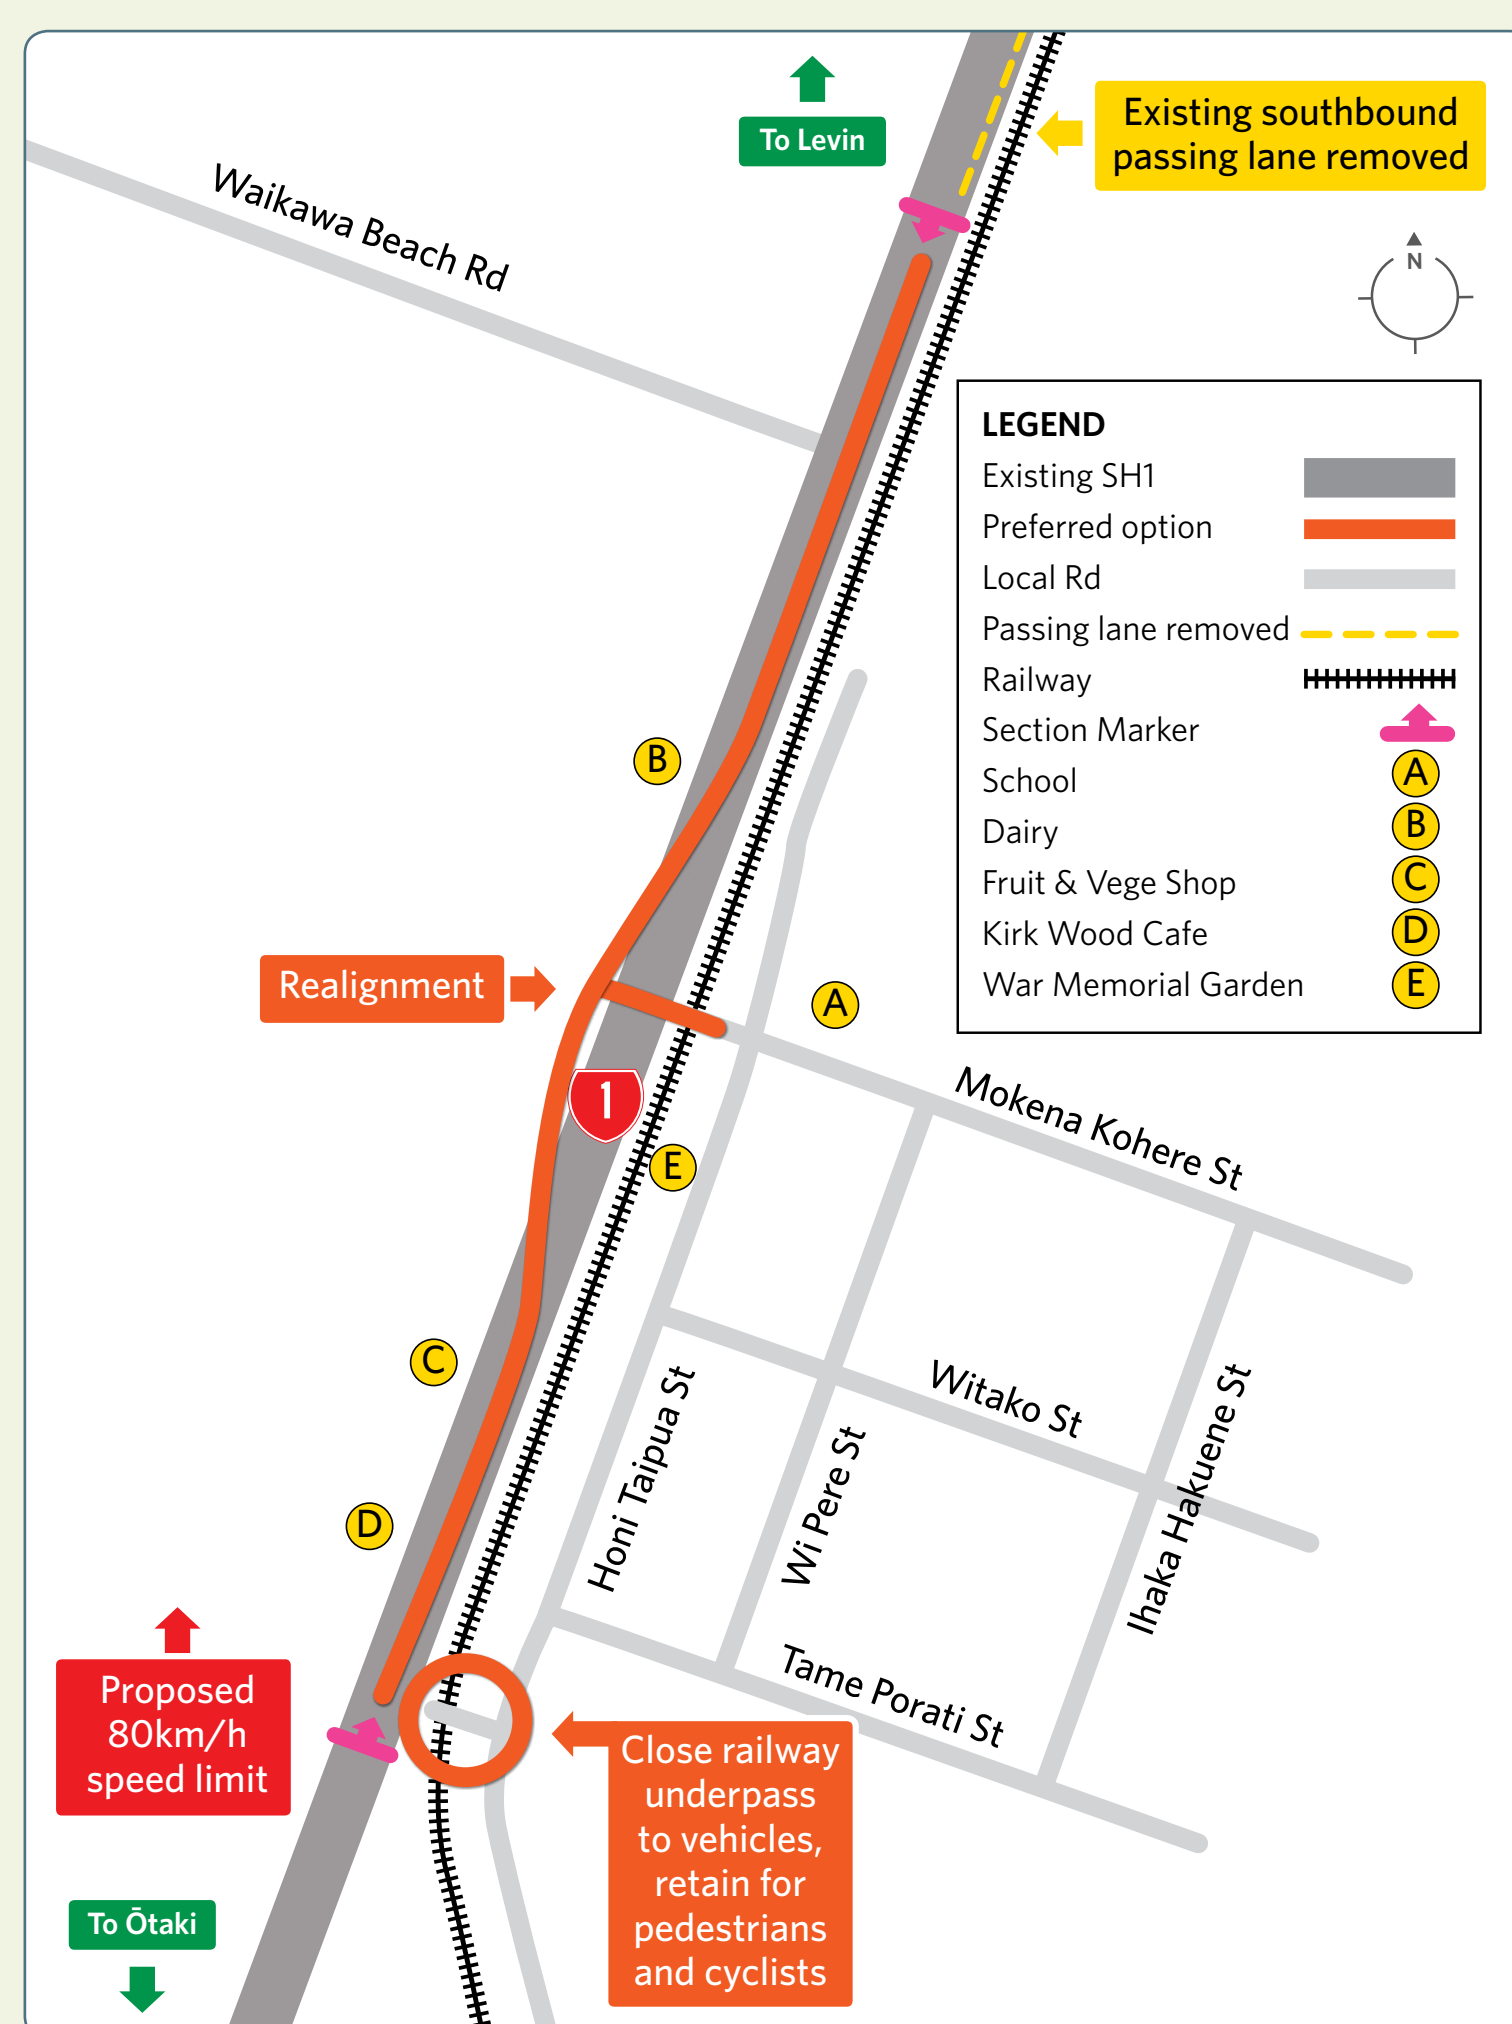 To Levin
Existing southbound
passing lane removed
Waikawa Beach Rd
N
LEGEND
Existing SH1
Preferred option
Local Rd
Passing lane removed
Railway
Section Marker
School A
Dairy B
Fruit & Vege Shop C
Kirk Wood Cafe D
War Memorial Garden E
B
Realignment
A
1
Mokena Kohere St
E
C
Witako St
Honi Taipua St
Wi Pere St
Ihaka Hakuene St
D
Tame Porati St
Proposed
80km/h
speed limit
Close railway
underpass
to vehicles,
retain for
pedestrians
and cyclists
To Ōtaki